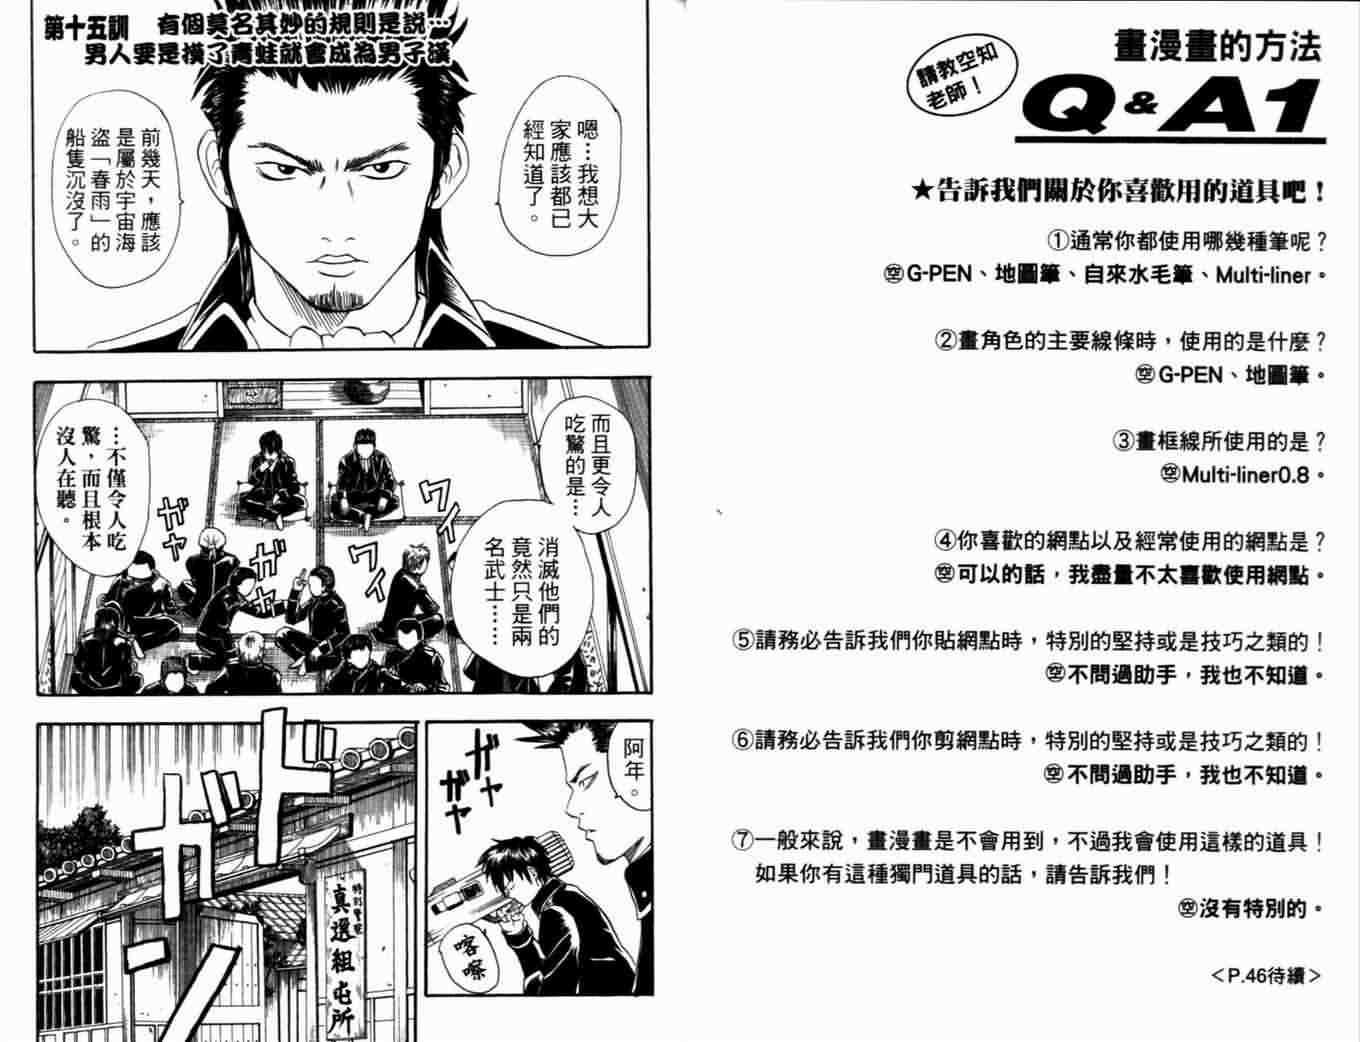 畫漫畫的方法
請教空知
老師！
Q&A1
★告訴我們關於你喜歡用的道具吧！
①通常你都使用哪幾種筆呢？
㊢G-PEN、地圖筆、自來水毛筆、Multi-liner。
②畫角色的主要線條時，使用的是什麼？
㊢G-PEN、地圖筆。
③畫框線所使用的是？
㊢Multi-liner0.8。
④你喜歡的網點以及經常使用的網點是？
㊢可以的話，我盡量不太喜歡使用網點。
⑤請務必告訴我們你貼網點時，特別的堅持或是技巧之類的！
㊢不問過助手，我也不知道。
⑥請務必告訴我們你剪網點時，特別的堅持或是技巧之類的！
㊢不問過助手，我也不知道。
⑦一般來說，畫漫畫是不會用到，不過我會使用這樣的道具！
如果你有這種獨門道具的話，請告訴我們！
㊢沒有特別的。
＜P.46待續＞
第十五訓　有個莫名其妙的規則是說…
男人要是摸了青蛙就會成為男子漢
嗯…我想大
家應該都已
經知道了。
前幾天，應該
是屬於宇宙海
盜「春雨」的
船隻沉沒了。
而且更令人
吃驚的是…
消滅他們的
竟然只是兩
名武士……
…不僅令人吃
驚，而且根本
沒人在聽。
ワイ
ワイ
ガヤ
ガヤ
阿年。
ガヤ
ガヤ
喀嚓
ドガン
特別警察
真選組屯所